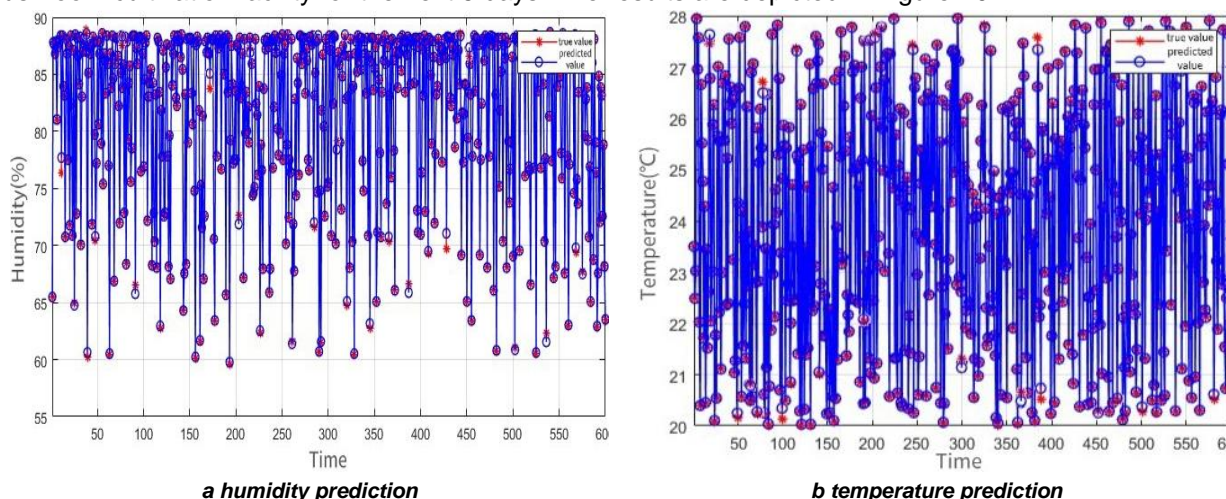 90
85
80
75
70
65
60
55
Humidity(%)
true value
predicted
value
50 100 150 200 250 300 350 400 450 500 550
Time
a humidity prediction
28
27
26
25
24
23
22
21
20
Temperature(℃)
true value
predicted
value
50 100 150 200 250 300 350 400 450 500 550
Time
b temperature prediction